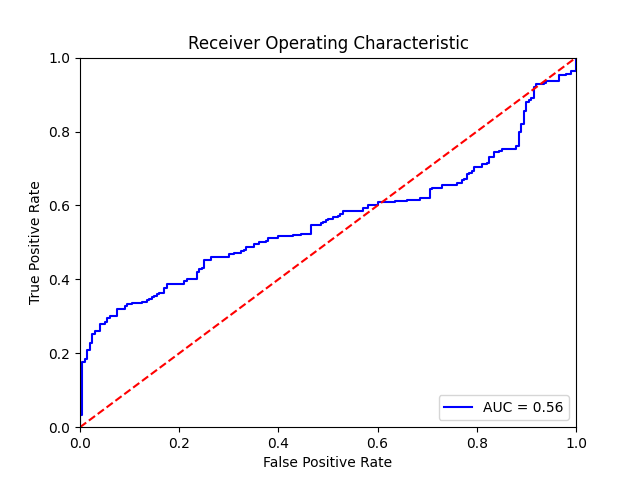 Receiver Operating Characteristic
1.0
0.8
0.6
0.4
0.2
0.0
True Positive Rate
AUC = 0.56
0.0 0.2 0.4 0.6 0.8 1.0
False Positive Rate